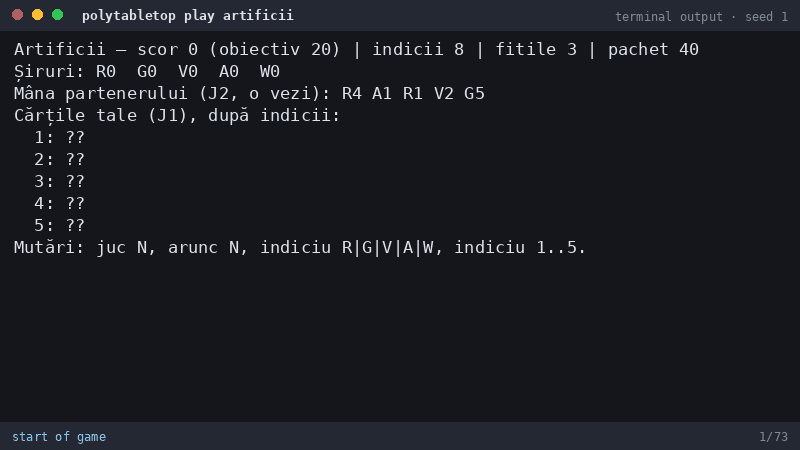 polytabletop play artificii
terminal output · seed 1
Artificii — scor 0 (obiectiv 20) | indicii 8 | fitile 3 | pachet 40
Șiruri: R0  G0  V0  A0  W0
Mâna partenerului (J2, o vezi): R4 A1 R1 V2 G5
Cărțile tale (J1), după indicii:
  1: ??
  2: ??
  3: ??
  4: ??
  5: ??
Mutări: juc N, arunc N, indiciu R|G|V|A|W, indiciu 1..5.
start of game
1/73